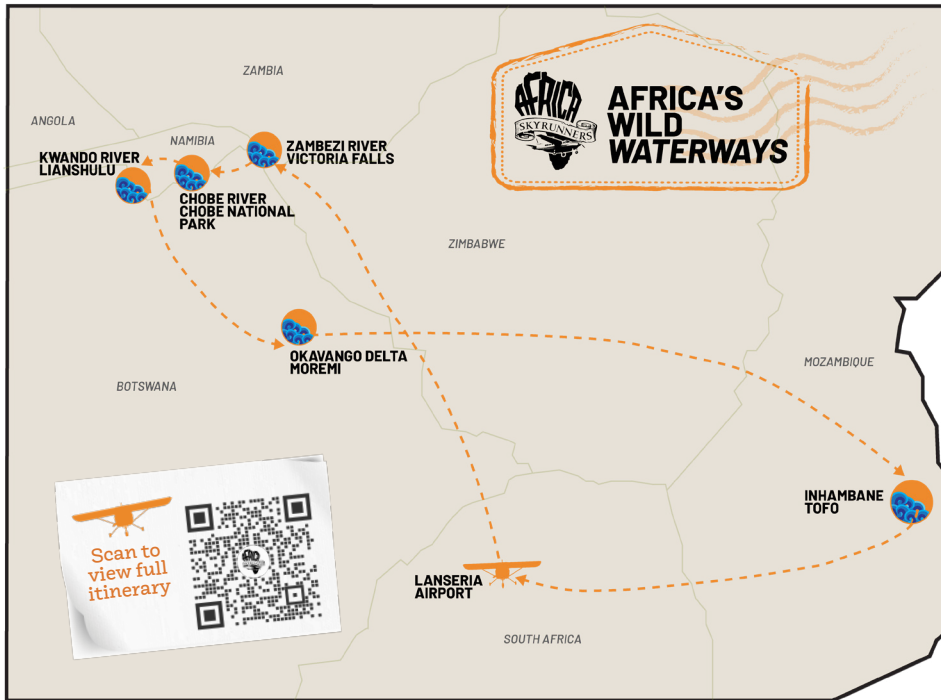 AFRICA
SKYRUNNERS
AFRICA'S
WILD
WATERWAYS
ZAMBIA
ANGOLA
NAMIBIA
KWANDO RIVER
LIANSHULU
ZAMBEZI RIVER
VICTORIA FALLS
CHOBE RIVER
CHOBE NATIONAL
PARK
ZIMBABWE
OKAVANGO DELTA
MOREMI
MOZAMBIQUE
BOTSWANA
INHAMBANE
TOFO
Scan to
view full
itinerary
LANSERIA
AIRPORT
SOUTH AFRICA